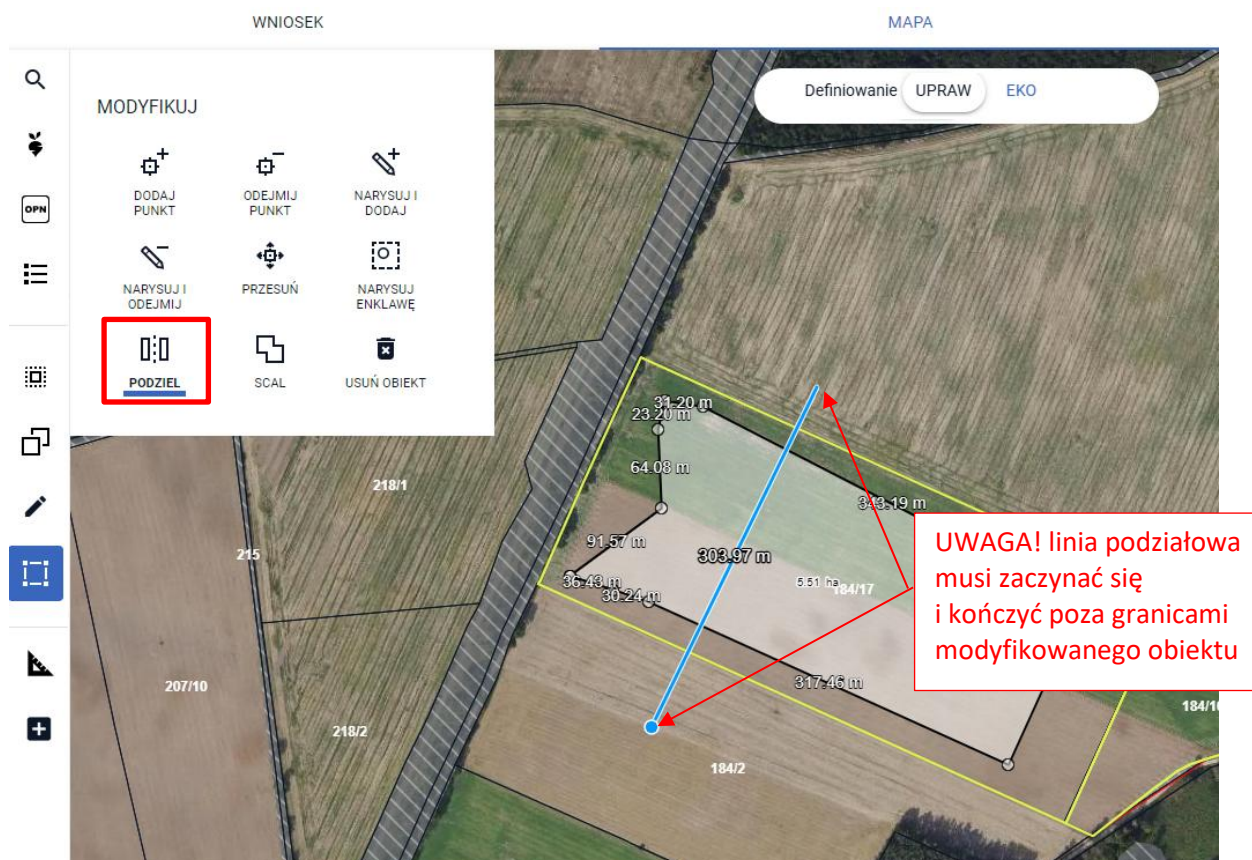 WNIOSEK
MAPA
MODYFIKUJ
DODAJ
PUNKT
ODEJMIJ
PUNKT
NARYSUJ I
DODAJ
NARYSUJ I
ODEJMIJ
PRZESUŃ
NARYSUJ
ENKLAWĘ
PODZIEL
SCAL
USUŃ OBIEKT
OPN
Definiowanie UPRAW EKO
31.20 m
23.20 m
64.08 m
343.19 m
91.57 m
303.97 m
36.43 m
30.24 m
5.51 ha
184/17
317.46 m
218/1
215
207/10
218/2
184/2
UWAGA! linia podziałowa
musi zaczynać się
i kończyć poza granicami
modyfikowanego obiektu